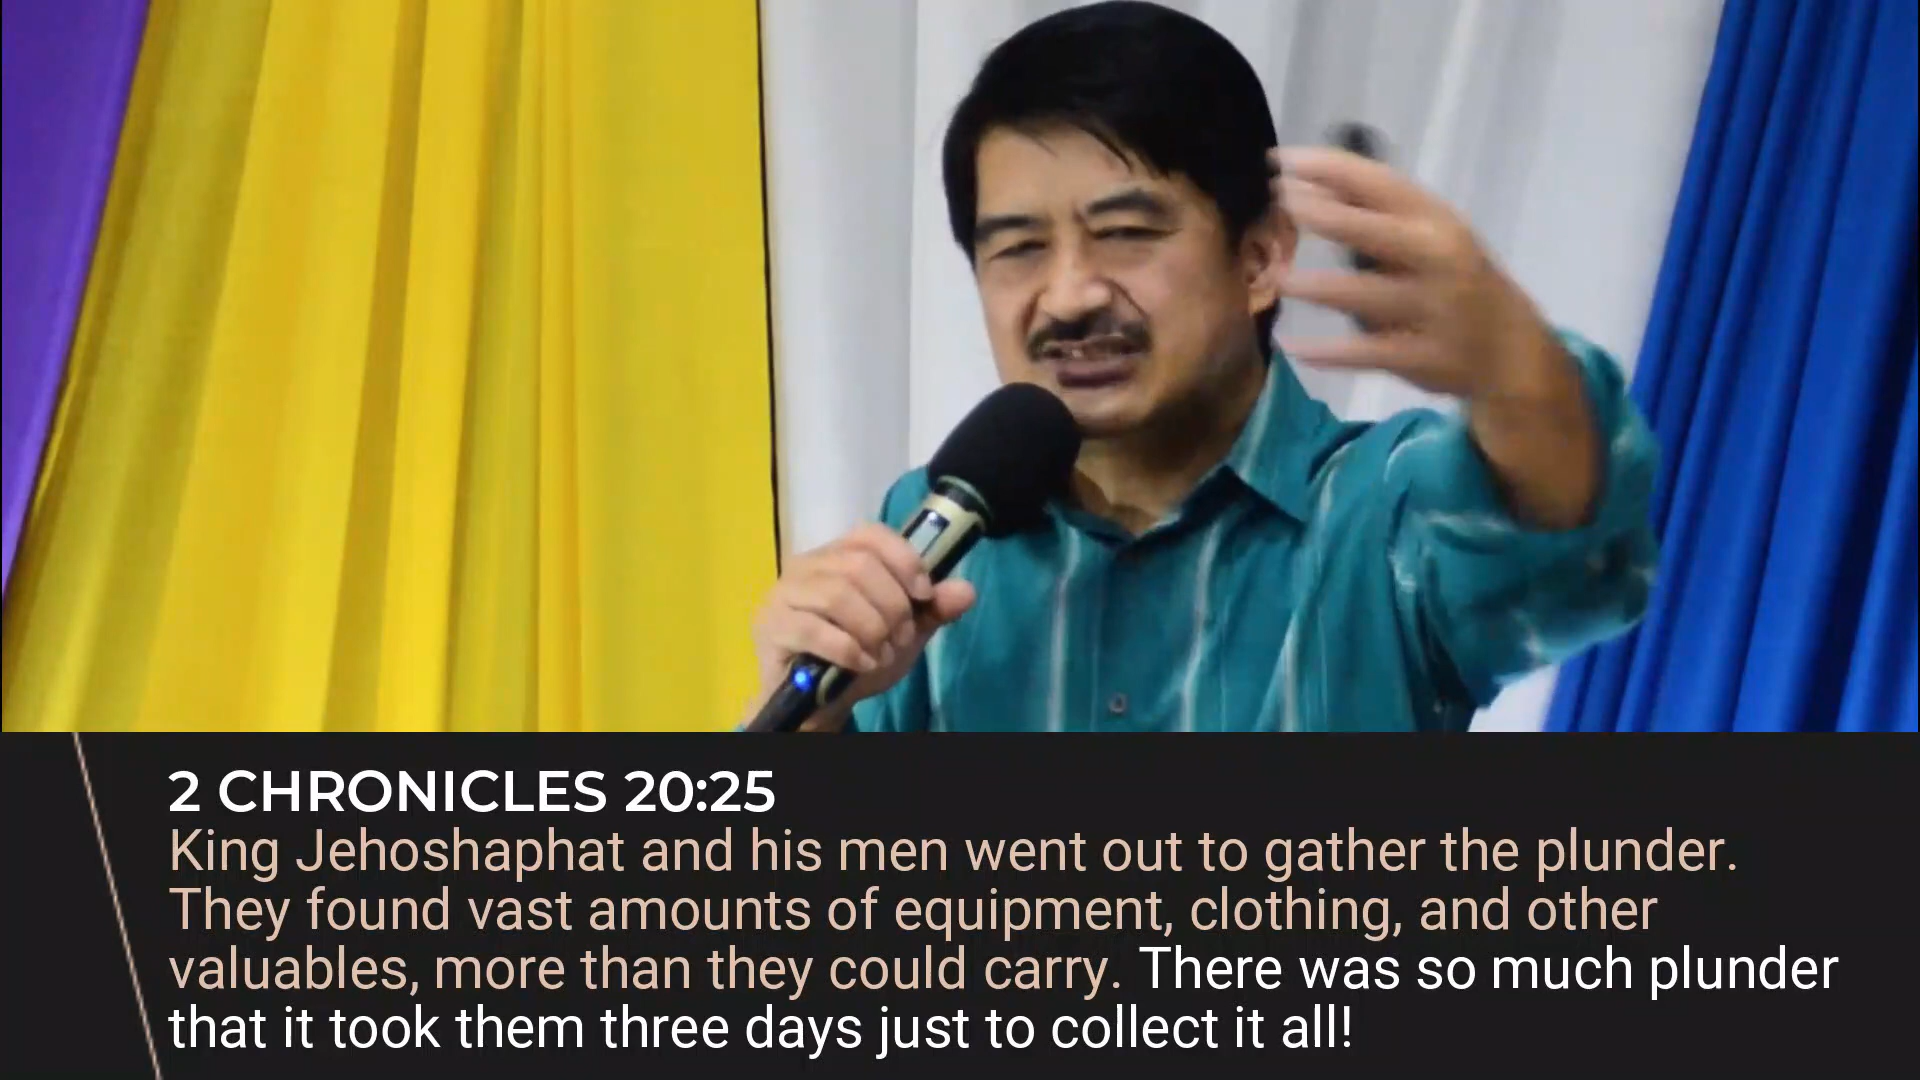 2 CHRONICLES 20:25
King Jehoshaphat and his men went out to gather the plunder.
They found vast amounts of equipment, clothing, and other
valuables, more than they could carry. There was so much plunder
that it took them three days just to collect it all!